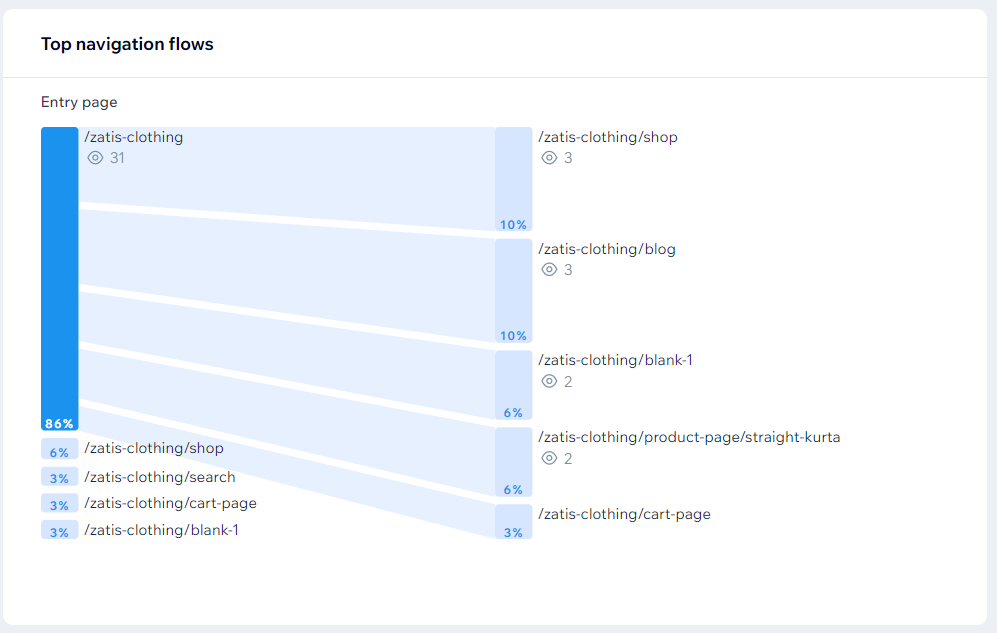 Top navigation flows
Entry page
/zatis-clothing
31
86%
/zatis-clothing/shop
6%
/zatis-clothing/search
3%
/zatis-clothing/cart-page
3%
/zatis-clothing/blank-1
3%
/zatis-clothing/shop
3
10%
/zatis-clothing/blog
3
10%
/zatis-clothing/blank-1
2
6%
/zatis-clothing/product-page/straight-kurta
2
6%
/zatis-clothing/cart-page
3%